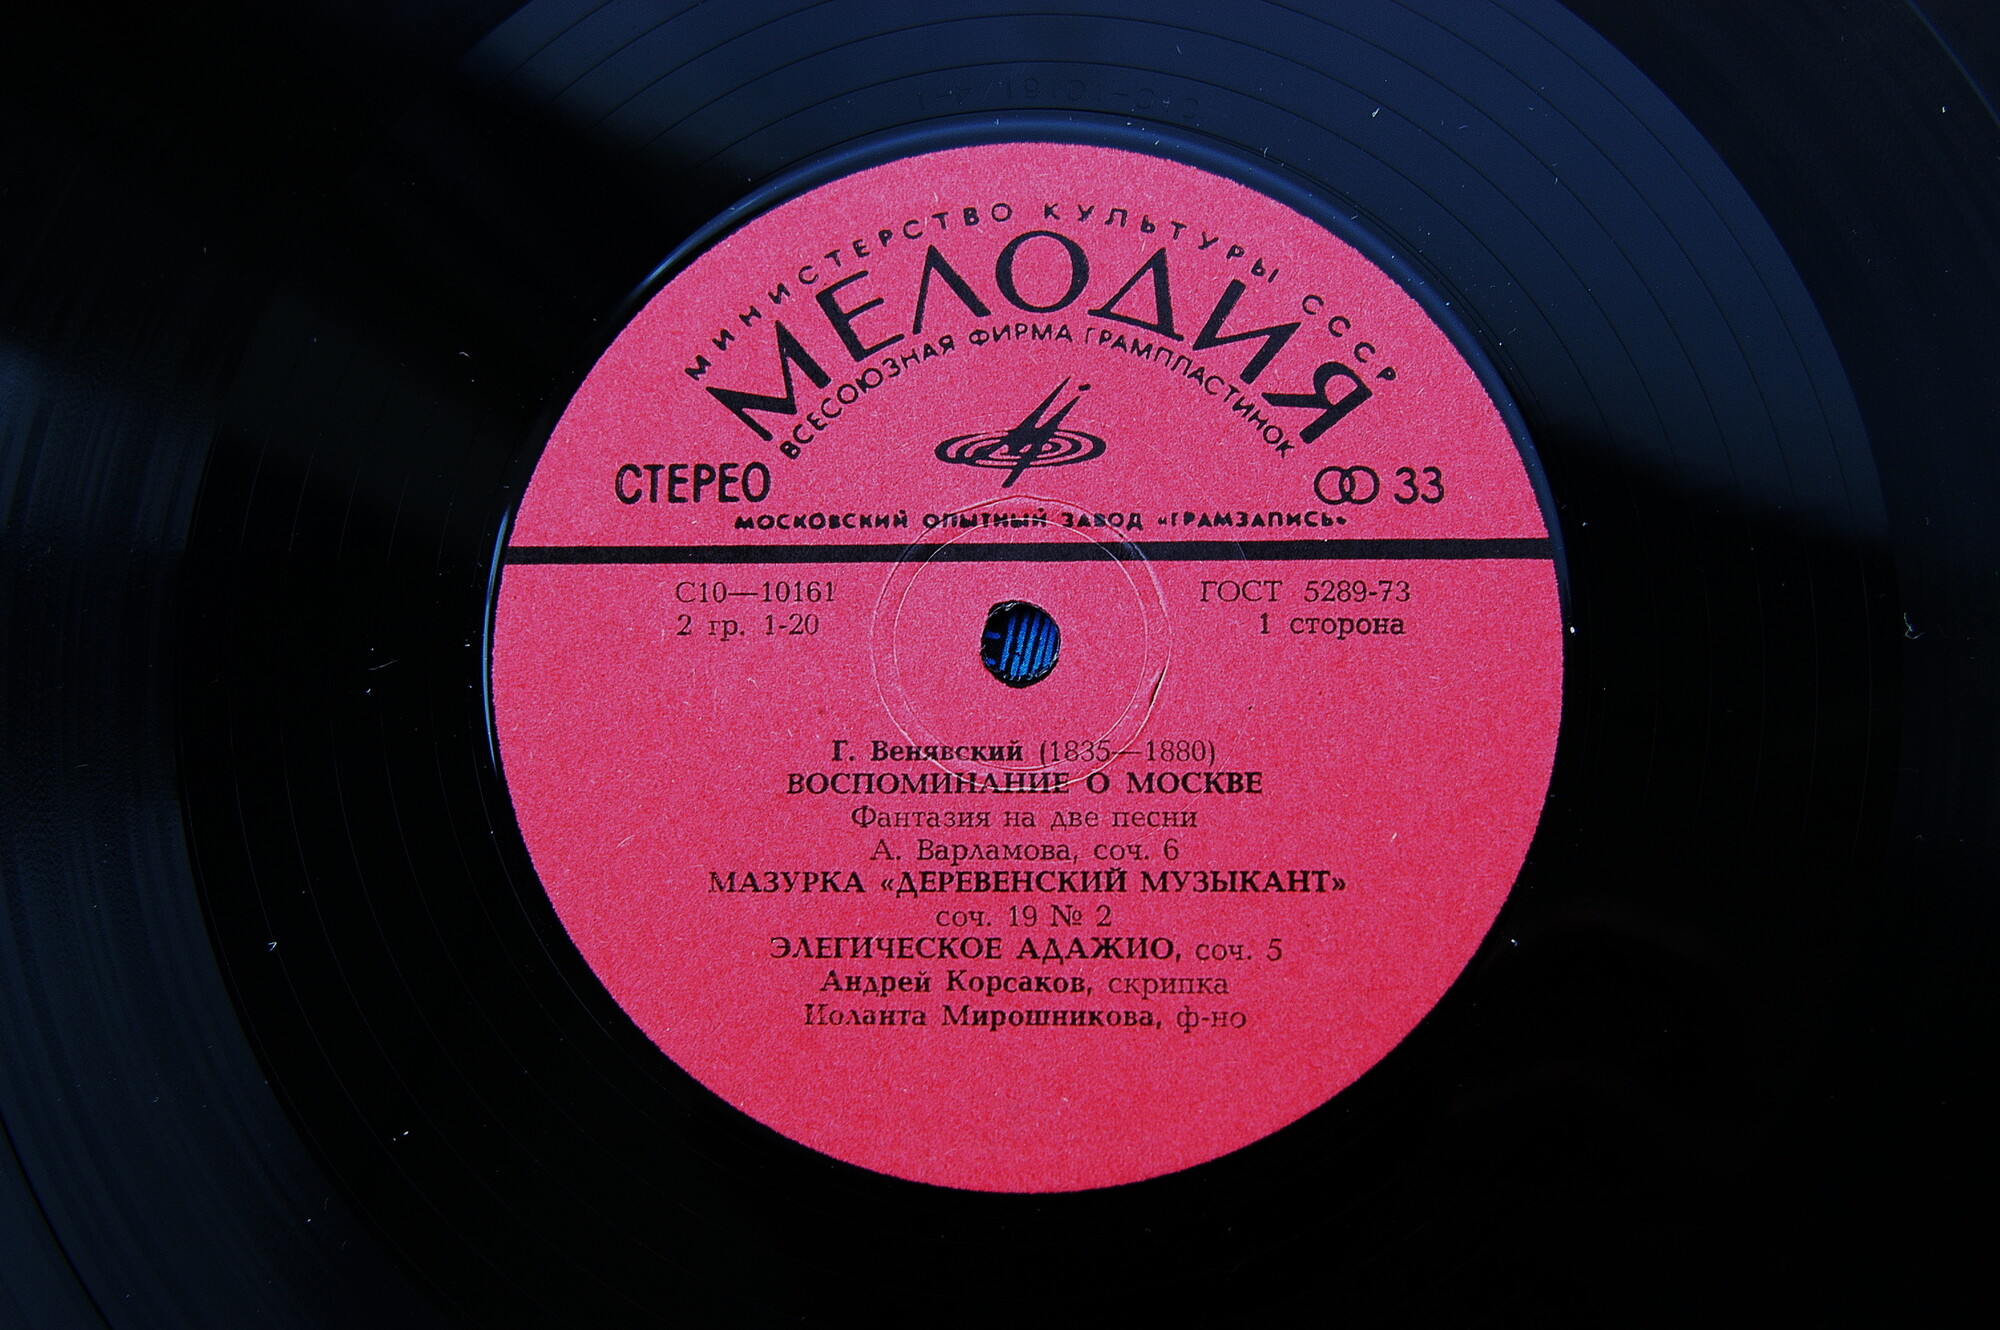 МИНИСТЕРСТВО КУЛЬТУРЫ СССР
МЕЛОДИЯ
ВСЕСОЮЗНАЯ ФИРМА ГРАМПЛАСТИНОК
СТЕРЕО
33
МОСКОВСКИЙ ОПЫТНЫЙ ЗАВОД «ГРАМЗАПИСЬ»
С10—10161
ГОСТ 5289-73
2 гр. 1-20
1 сторона
Г. Венявский (1835—1880)
ВОСПОМИНАНИЕ О МОСКВЕ
Фантазия на две песни
А. Варламова, соч. 6
МАЗУРКА «ДЕРЕВЕНСКИЙ МУЗЫКАНТ»
соч. 19 № 2
ЭЛЕГИЧЕСКОЕ АДАЖИО, соч. 5
Андрей Корсаков, скрипка
Иоланта Мирошникова, ф-но